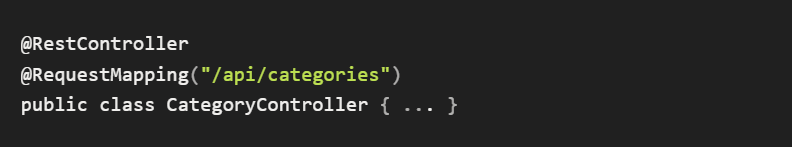 @RestController
@RequestMapping("/api/categories")
public class CategoryController { ... }